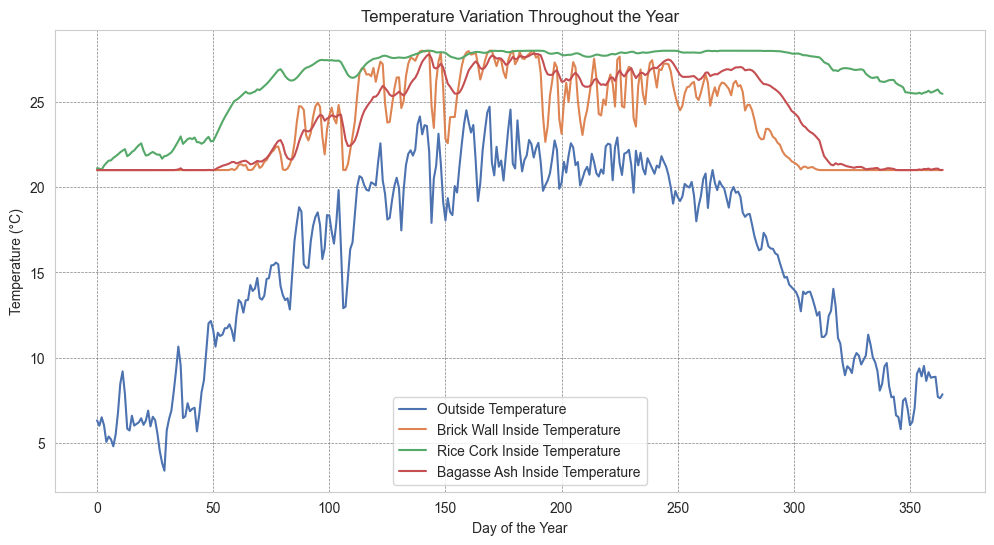 Temperature Variation Throughout the Year
Temperature (°C)
25
20
15
10
5
0
50
100
150
200
250
300
350
Day of the Year
Outside Temperature
Brick Wall Inside Temperature
Rice Cork Inside Temperature
Bagasse Ash Inside Temperature